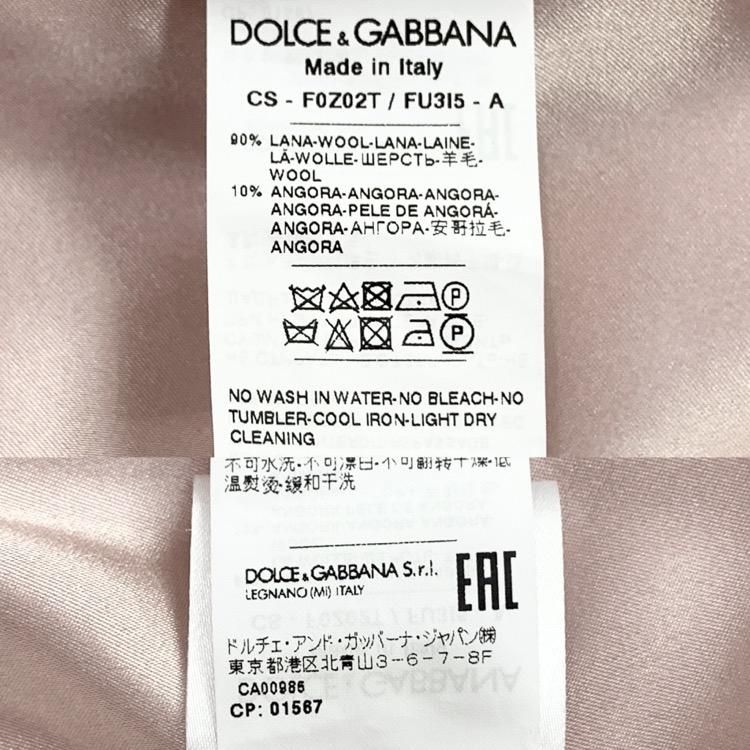 DOLCE & GABBANA
Made in Italy
CS - F0Z02T / FU3I5 - A
90% LANA-WOOL-LANA-LAINE-
LÃ-WOLLE-ШЕРСТЬ-羊毛-
WOOL
10% ANGORA-ANGORA-ANGORA-
ANGORA-PELE DE ANGORÁ-
ANGORA-АНГОРА-安哥拉毛-
ANGORA
P
P
NO WASH IN WATER-NO BLEACH-NO
TUMBLER-COOL IRON-LIGHT DRY
CLEANING
不可水洗-不可漂白-不可翻转干燥-低
温熨烫-缓和干洗
DOLCE & GABBANA S.r.l.
LEGNANO (MI) ITALY
EAC
ドルチェ・アンド・ガッバーナ・ジャパン㈱
東京都港区北青山3-6-7-8F
CA00986
CP: 01567